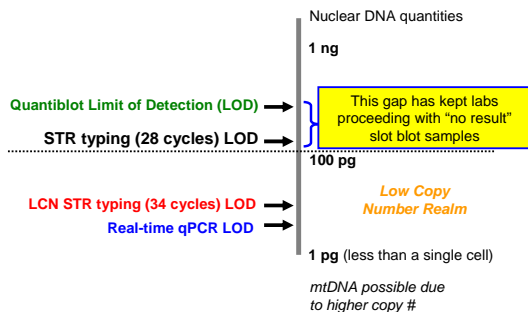 Nuclear DNA quantities
1 ng
Quantiblot Limit of Detection (LOD)
This gap has kept labs
proceeding with “no result”
slot blot samples
STR typing (28 cycles) LOD
100 pg
LCN STR typing (34 cycles) LOD
Low Copy
Number Realm
Real-time qPCR LOD
1 pg (less than a single cell)
mtDNA possible due
to higher copy #